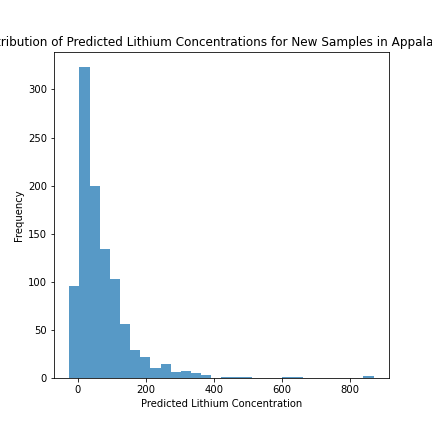 ribution of Predicted Lithium Concentrations for New Samples in Appala
Frequency
300
250
200
150
100
50
0
0 200 400 600 800
Predicted Lithium Concentration